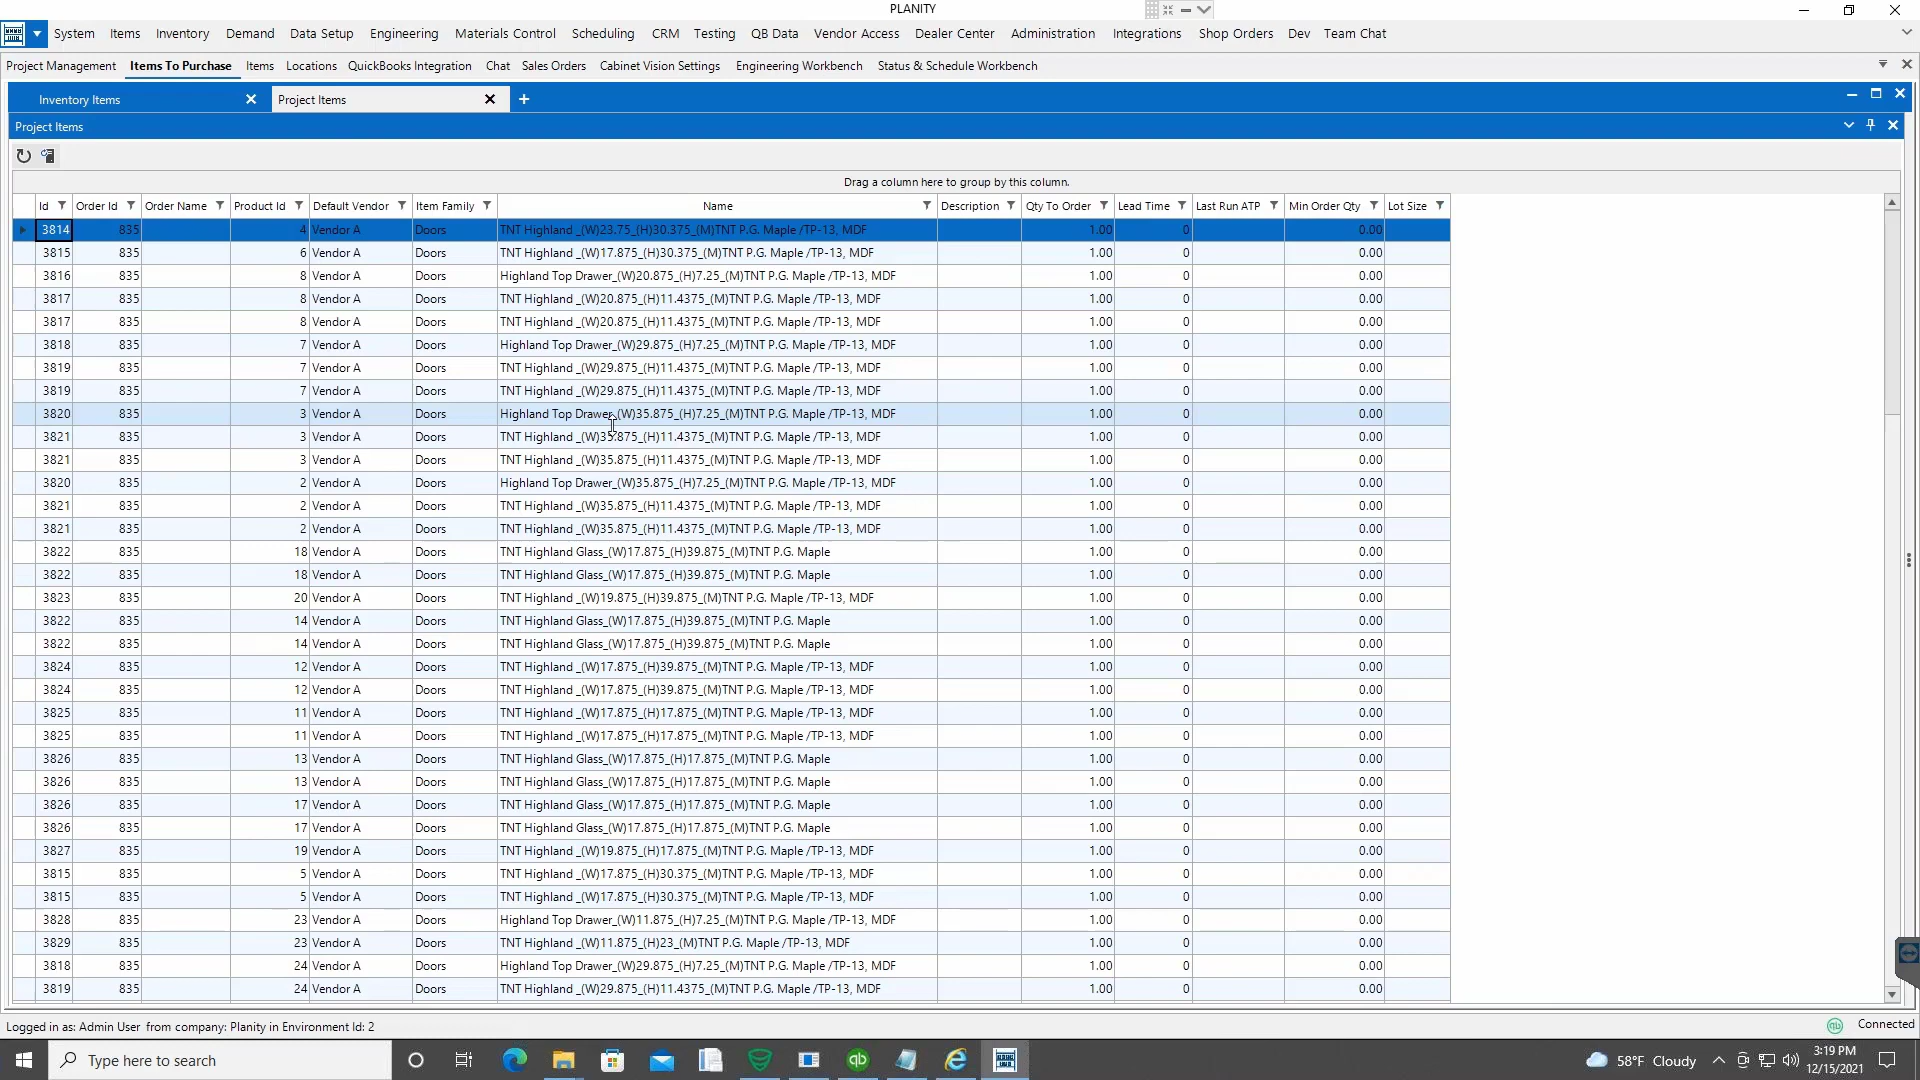 PLANITY
System Items Inventory Demand Data Setup Engineering Materials Control Scheduling CRM Testing QB Data Vendor Access Dealer Center Administration Integrations Shop Orders Dev Team Chat
Project Management Items To Purchase Items Locations QuickBooks Integration Chat Sales Orders Cabinet Vision Settings Engineering Workbench Status & Schedule Workbench
Inventory Items Project Items
Project Items
Drag a column here to group by this column.
Id Order Id Order Name Product Id Default Vendor Item Family Name Description Qty To Order Lead Time Last Run ATP Min Order Qty Lot Size
3814 835 4 Vendor A Doors TNT Highland _(W)23.75_(H)30.375_(M)TNT P.G. Maple /TP-13, MDF 1.00 0 0.00
3815 835 6 Vendor A Doors TNT Highland _(W)17.875_(H)30.375_(M)TNT P.G. Maple /TP-13, MDF 1.00 0 0.00
3816 835 8 Vendor A Doors Highland Top Drawer_(W)20.875_(H)7.25_(M)TNT P.G. Maple /TP-13, MDF 1.00 0 0.00
3817 835 8 Vendor A Doors TNT Highland _(W)20.875_(H)11.4375_(M)TNT P.G. Maple /TP-13, MDF 1.00 0 0.00
3817 835 8 Vendor A Doors TNT Highland _(W)20.875_(H)11.4375_(M)TNT P.G. Maple /TP-13, MDF 1.00 0 0.00
3818 835 7 Vendor A Doors Highland Top Drawer_(W)29.875_(H)7.25_(M)TNT P.G. Maple /TP-13, MDF 1.00 0 0.00
3819 835 7 Vendor A Doors TNT Highland _(W)29.875_(H)11.4375_(M)TNT P.G. Maple /TP-13, MDF 1.00 0 0.00
3819 835 7 Vendor A Doors TNT Highland _(W)29.875_(H)11.4375_(M)TNT P.G. Maple /TP-13, MDF 1.00 0 0.00
3820 835 3 Vendor A Doors Highland Top Drawer_(W)35.875_(H)7.25_(M)TNT P.G. Maple /TP-13, MDF 1.00 0 0.00
3821 835 3 Vendor A Doors TNT Highland _(W)35.875_(H)11.4375_(M)TNT P.G. Maple /TP-13, MDF 1.00 0 0.00
3821 835 3 Vendor A Doors TNT Highland _(W)35.875_(H)11.4375_(M)TNT P.G. Maple /TP-13, MDF 1.00 0 0.00
3820 835 2 Vendor A Doors Highland Top Drawer_(W)35.875_(H)7.25_(M)TNT P.G. Maple /TP-13, MDF 1.00 0 0.00
3821 835 2 Vendor A Doors TNT Highland _(W)35.875_(H)11.4375_(M)TNT P.G. Maple /TP-13, MDF 1.00 0 0.00
3821 835 2 Vendor A Doors TNT Highland _(W)35.875_(H)11.4375_(M)TNT P.G. Maple /TP-13, MDF 1.00 0 0.00
3822 835 18 Vendor A Doors TNT Highland Glass_(W)17.875_(H)39.875_(M)TNT P.G. Maple 1.00 0 0.00
3822 835 18 Vendor A Doors TNT Highland Glass_(W)17.875_(H)39.875_(M)TNT P.G. Maple 1.00 0 0.00
3823 835 20 Vendor A Doors TNT Highland _(W)19.875_(H)39.875_(M)TNT P.G. Maple /TP-13, MDF 1.00 0 0.00
3822 835 14 Vendor A Doors TNT Highland Glass_(W)17.875_(H)39.875_(M)TNT P.G. Maple 1.00 0 0.00
3822 835 14 Vendor A Doors TNT Highland Glass_(W)17.875_(H)39.875_(M)TNT P.G. Maple 1.00 0 0.00
3824 835 12 Vendor A Doors TNT Highland _(W)17.875_(H)39.875_(M)TNT P.G. Maple /TP-13, MDF 1.00 0 0.00
3824 835 12 Vendor A Doors TNT Highland _(W)17.875_(H)39.875_(M)TNT P.G. Maple /TP-13, MDF 1.00 0 0.00
3825 835 11 Vendor A Doors TNT Highland _(W)17.875_(H)17.875_(M)TNT P.G. Maple /TP-13, MDF 1.00 0 0.00
3825 835 11 Vendor A Doors TNT Highland _(W)17.875_(H)17.875_(M)TNT P.G. Maple /TP-13, MDF 1.00 0 0.00
3826 835 13 Vendor A Doors TNT Highland Glass_(W)17.875_(H)17.875_(M)TNT P.G. Maple 1.00 0 0.00
3826 835 13 Vendor A Doors TNT Highland Glass_(W)17.875_(H)17.875_(M)TNT P.G. Maple 1.00 0 0.00
3826 835 17 Vendor A Doors TNT Highland Glass_(W)17.875_(H)17.875_(M)TNT P.G. Maple 1.00 0 0.00
3826 835 17 Vendor A Doors TNT Highland Glass_(W)17.875_(H)17.875_(M)TNT P.G. Maple 1.00 0 0.00
3827 835 19 Vendor A Doors TNT Highland _(W)19.875_(H)17.875_(M)TNT P.G. Maple /TP-13, MDF 1.00 0 0.00
3815 835 5 Vendor A Doors TNT Highland _(W)17.875_(H)30.375_(M)TNT P.G. Maple /TP-13, MDF 1.00 0 0.00
3815 835 5 Vendor A Doors TNT Highland _(W)17.875_(H)30.375_(M)TNT P.G. Maple /TP-13, MDF 1.00 0 0.00
3828 835 23 Vendor A Doors Highland Top Drawer_(W)11.875_(H)7.25_(M)TNT P.G. Maple /TP-13, MDF 1.00 0 0.00
3829 835 23 Vendor A Doors TNT Highland _(W)11.875_(H)23_(M)TNT P.G. Maple /TP-13, MDF 1.00 0 0.00
3818 835 24 Vendor A Doors Highland Top Drawer_(W)29.875_(H)7.25_(M)TNT P.G. Maple /TP-13, MDF 1.00 0 0.00
3819 835 24 Vendor A Doors TNT Highland _(W)29.875_(H)11.4375_(M)TNT P.G. Maple /TP-13, MDF 1.00 0 0.00
Logged in as: Admin User from company: Planity in Environment Id: 2 qb Connected
Type here to search qb 58°F Cloudy 3:19 PM
12/15/2021